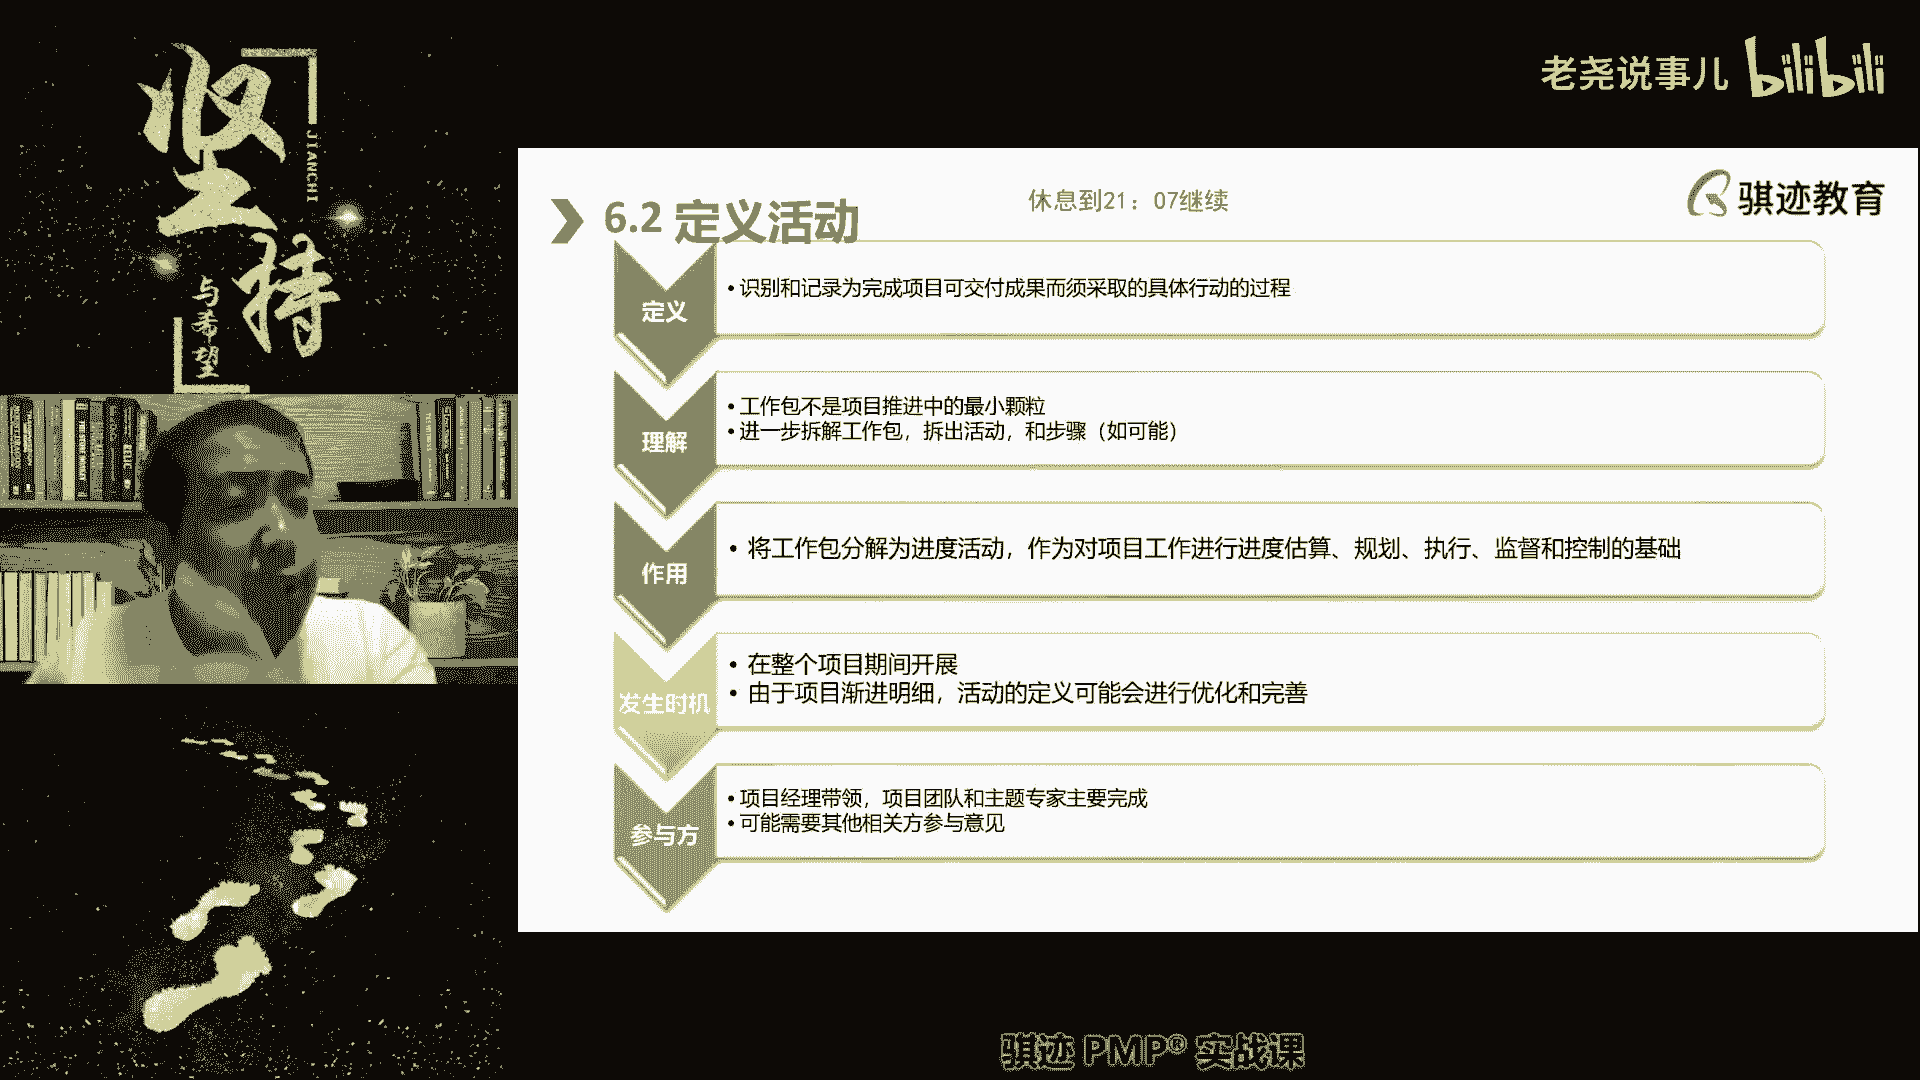 坚持
JIANCHI
与希望
老尧说事儿 bilibili
6.2 定义活动
休息到21：07继续
骐迹教育
定义
•识别和记录为完成项目可交付成果而须采取的具体行动的过程
理解
•工作包不是项目推进中的最小颗粒
•进一步拆解工作包，拆出活动，和步骤（如可能）
作用
• 将工作包分解为进度活动，作为对项目工作进行进度估算、规划、执行、监督和控制的基础
发生时机
• 在整个项目期间开展
• 由于项目渐进明细，活动的定义可能会进行优化和完善
参与方
•项目经理带领，项目团队和主题专家主要完成
•可能需要其他相关方参与意见
骐迹 PMP® 实战课